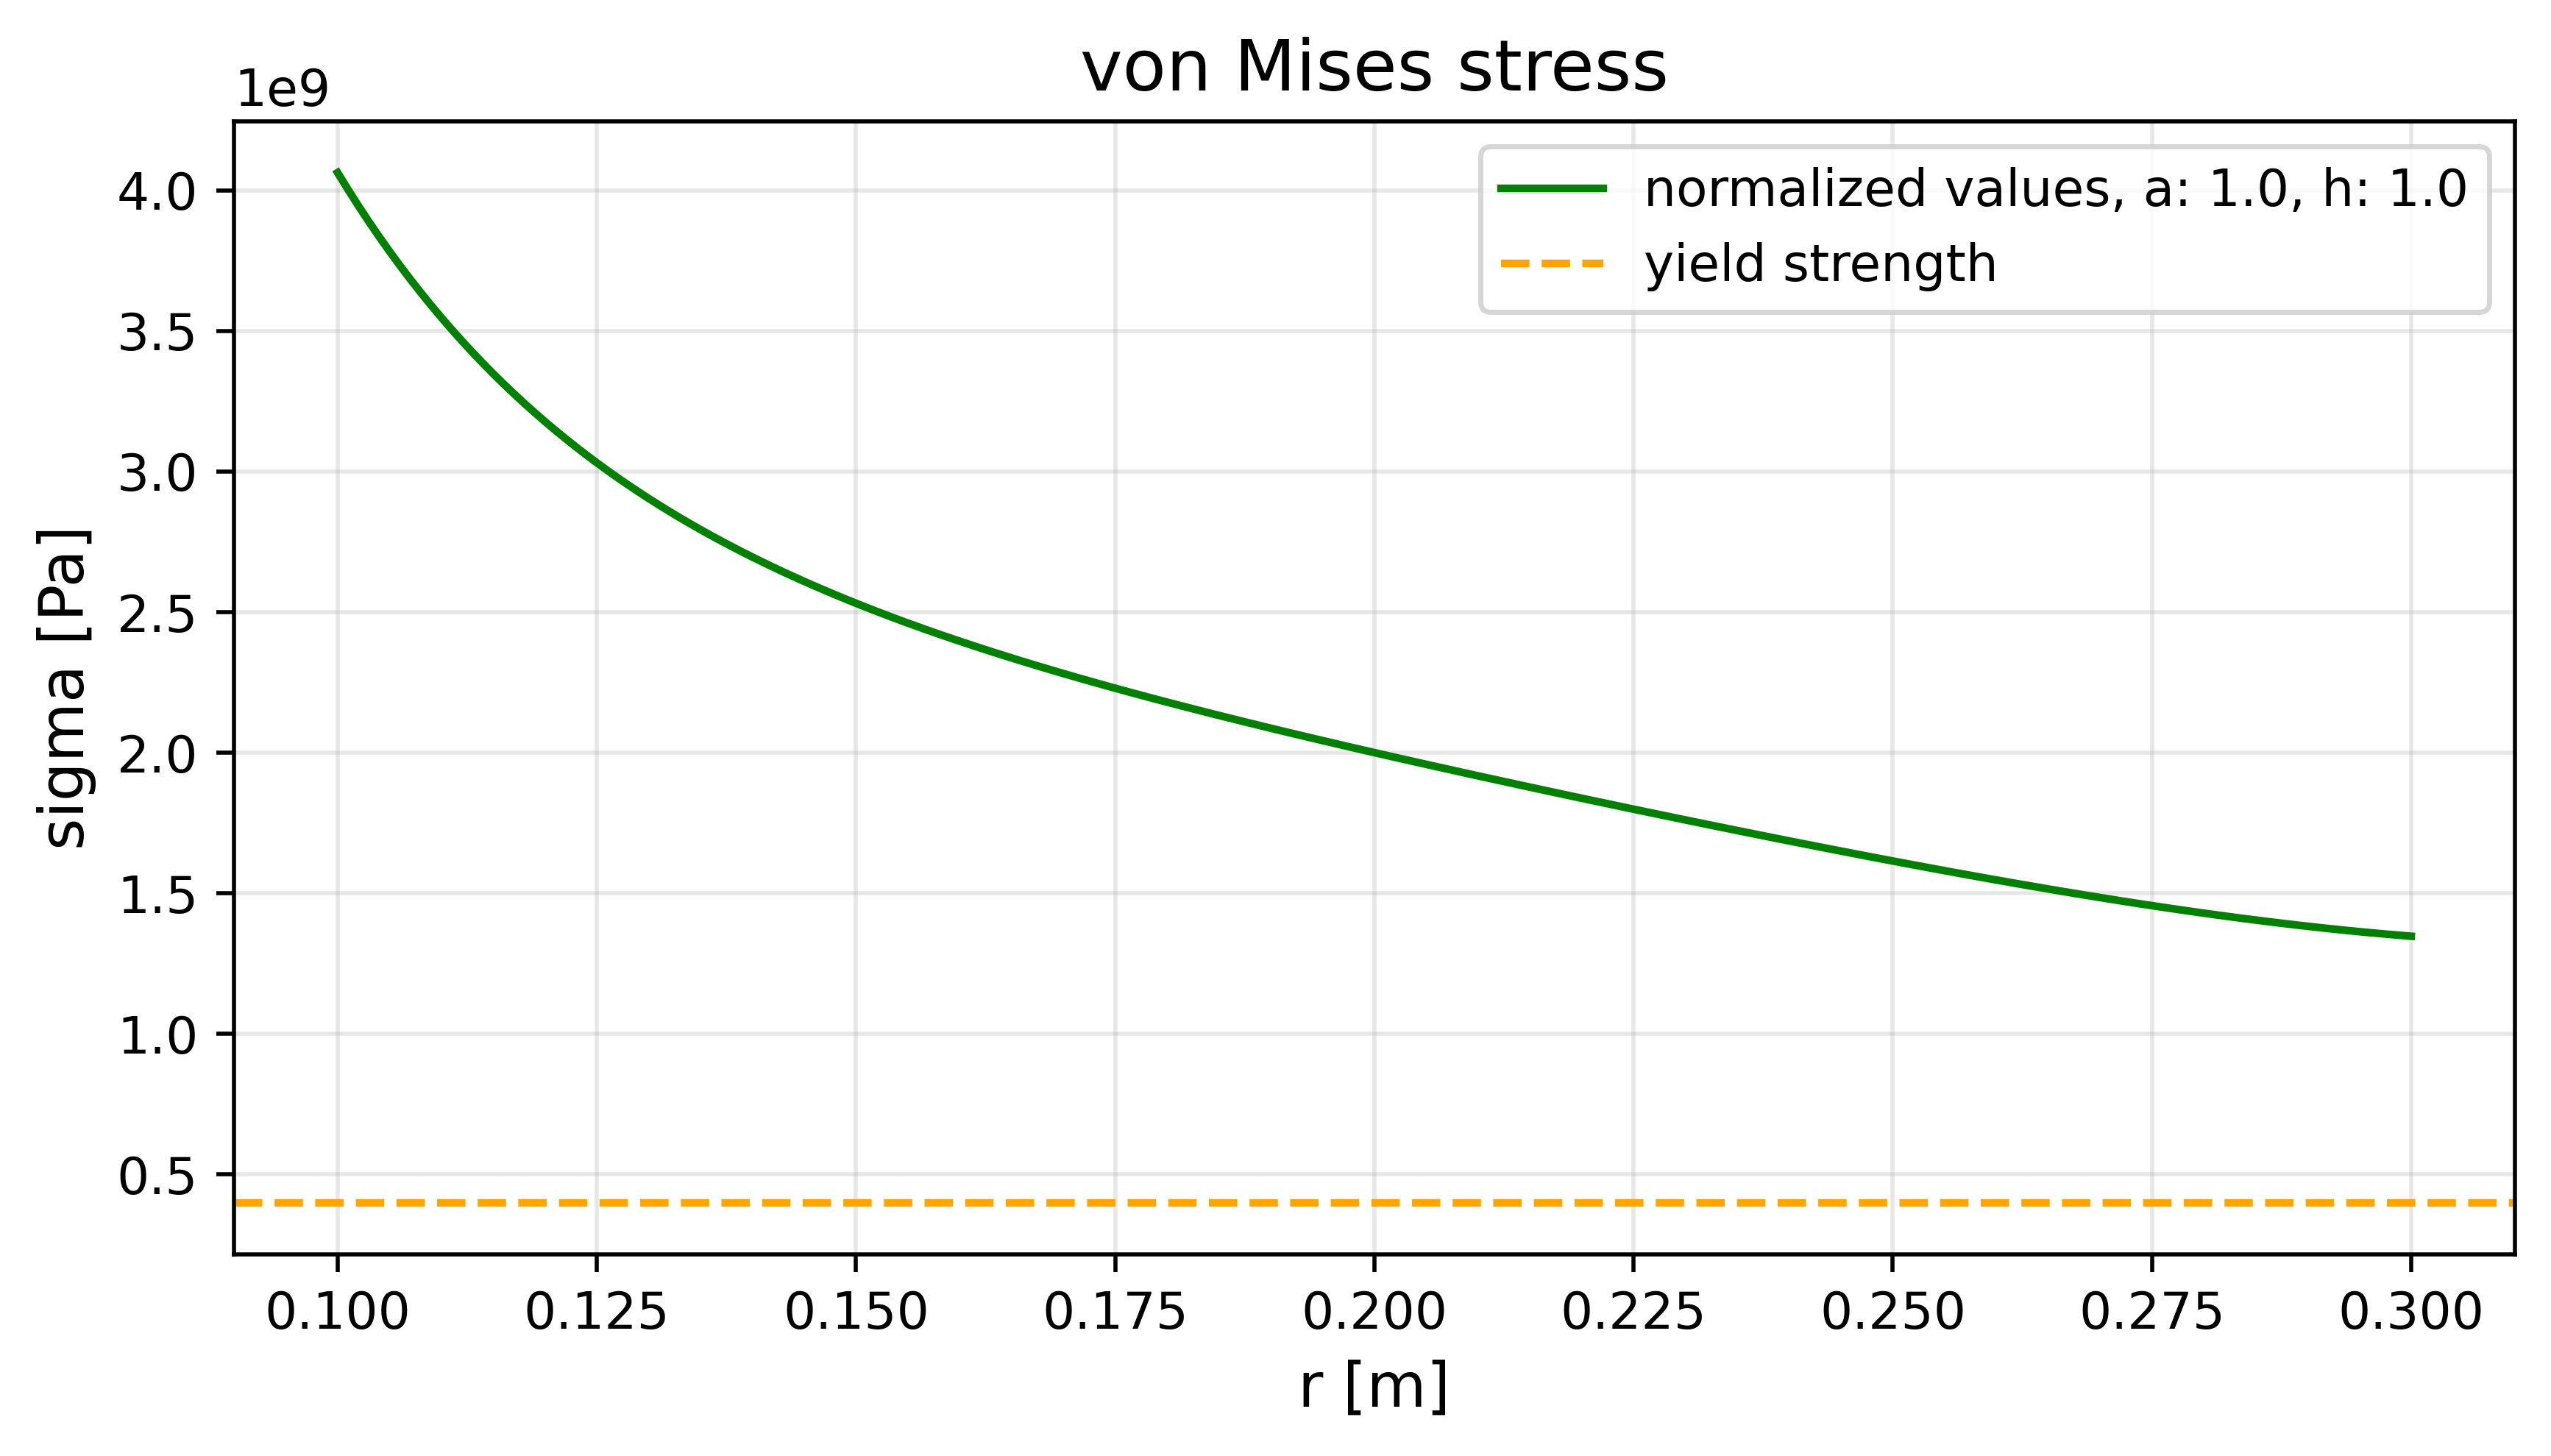 von Mises stress
1e9
4.0
3.5
3.0
2.5
2.0
1.5
1.0
0.5
sigma [Pa]
normalized values, a: 1.0, h: 1.0
yield strength
0.100 0.125 0.150 0.175 0.200 0.225 0.250 0.275 0.300
r [m]